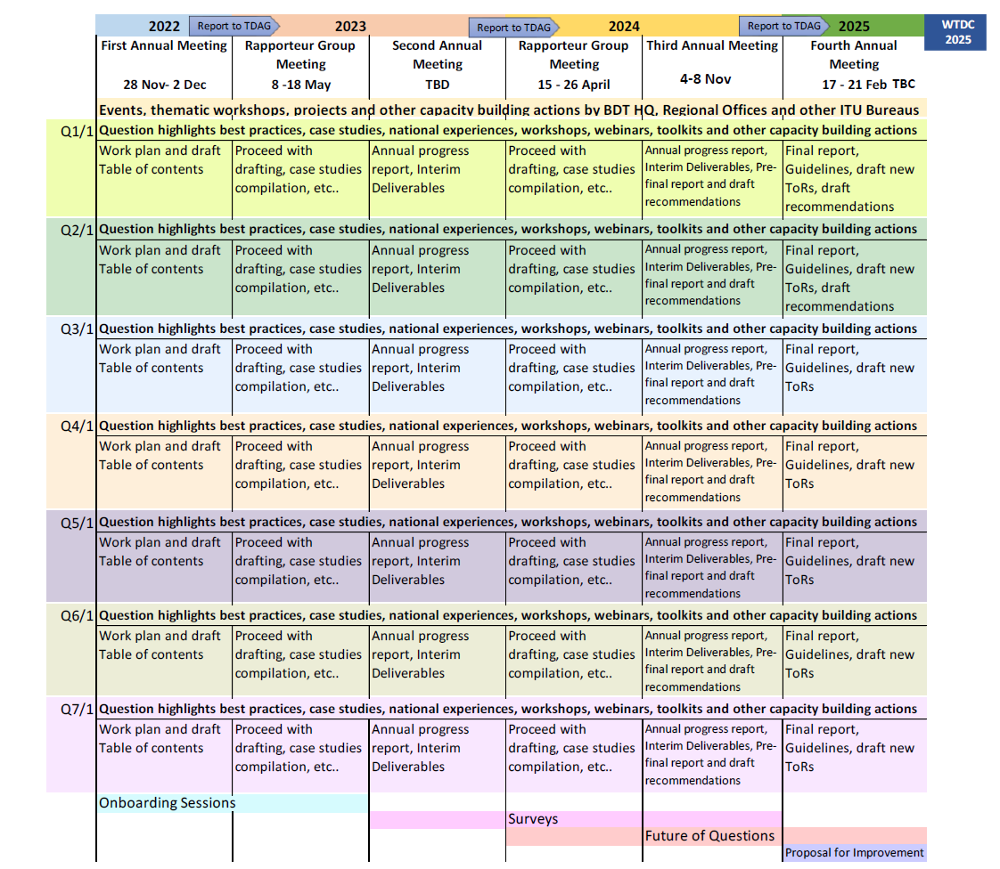 2022 Report to TDAG 2023 Report to TDAG 2024 Report to TDAG 2025 WTDC
2025
First Annual Meeting
28 Nov- 2 Dec
Rapporteur Group
Meeting
8 -18 May
Second Annual
Meeting
TBD
Rapporteur Group
Meeting
15 - 26 April
Third Annual Meeting
4-8 Nov
Fourth Annual
Meeting
17 - 21 Feb TBC
Events, thematic workshops, projects and other capacity building actions by BDT HQ, Regional Offices and other ITU Bureaus
Q1/1 Question highlights best practices, case studies, national experiences, workshops, webinars, toolkits and other capacity building actions
Work plan and draft
Table of contents
Proceed with
drafting, case studies
compilation, etc..
Annual progress
report, Interim
Deliverables
Proceed with
drafting, case studies
compilation, etc..
Annual progress report,
Interim Deliverables, Pre-
final report and draft
recommendations
Final report,
Guidelines, draft new
ToRs, draft
recommendations
Q2/1 Question highlights best practices, case studies, national experiences, workshops, webinars, toolkits and other capacity building actions
Work plan and draft
Table of contents
Proceed with
drafting, case studies
compilation, etc..
Annual progress
report, Interim
Deliverables
Proceed with
drafting, case studies
compilation, etc..
Annual progress report,
Interim Deliverables, Pre-
final report and draft
recommendations
Final report,
Guidelines, draft new
ToRs, draft
recommendations
Q3/1 Question highlights best practices, case studies, national experiences, workshops, webinars, toolkits and other capacity building actions
Work plan and draft
Table of contents
Proceed with
drafting, case studies
compilation, etc..
Annual progress
report, Interim
Deliverables
Proceed with
drafting, case studies
compilation, etc..
Annual progress report,
Interim Deliverables, Pre-
final report and draft
recommendations
Final report,
Guidelines, draft new
ToRs
Q4/1 Question highlights best practices, case studies, national experiences, workshops, webinars, toolkits and other capacity building actions
Work plan and draft
Table of contents
Proceed with
drafting, case studies
compilation, etc..
Annual progress
report, Interim
Deliverables
Proceed with
drafting, case studies
compilation, etc..
Annual progress report,
Interim Deliverables, Pre-
final report and draft
recommendations
Final report,
Guidelines, draft new
ToRs
Q5/1 Question highlights best practices, case studies, national experiences, workshops, webinars, toolkits and other capacity building actions
Work plan and draft
Table of contents
Proceed with
drafting, case studies
compilation, etc..
Annual progress
report, Interim
Deliverables
Proceed with
drafting, case studies
compilation, etc..
Annual progress report,
Interim Deliverables, Pre-
final report and draft
recommendations
Final report,
Guidelines, draft new
ToRs
Q6/1 Question highlights best practices, case studies, national experiences, workshops, webinars, toolkits and other capacity building actions
Work plan and draft
Table of contents
Proceed with
drafting, case studies
compilation, etc..
Annual progress
report, Interim
Deliverables
Proceed with
drafting, case studies
compilation, etc..
Annual progress report,
Interim Deliverables, Pre-
final report and draft
recommendations
Final report,
Guidelines, draft new
ToRs
Q7/1 Question highlights best practices, case studies, national experiences, workshops, webinars, toolkits and other capacity building actions
Work plan and draft
Table of contents
Proceed with
drafting, case studies
compilation, etc..
Annual progress
report, Interim
Deliverables
Proceed with
drafting, case studies
compilation, etc..
Annual progress report,
Interim Deliverables, Pre-
final report and draft
recommendations
Final report,
Guidelines, draft new
ToRs
Onboarding Sessions
Surveys
Future of Questions
Proposal for Improvement